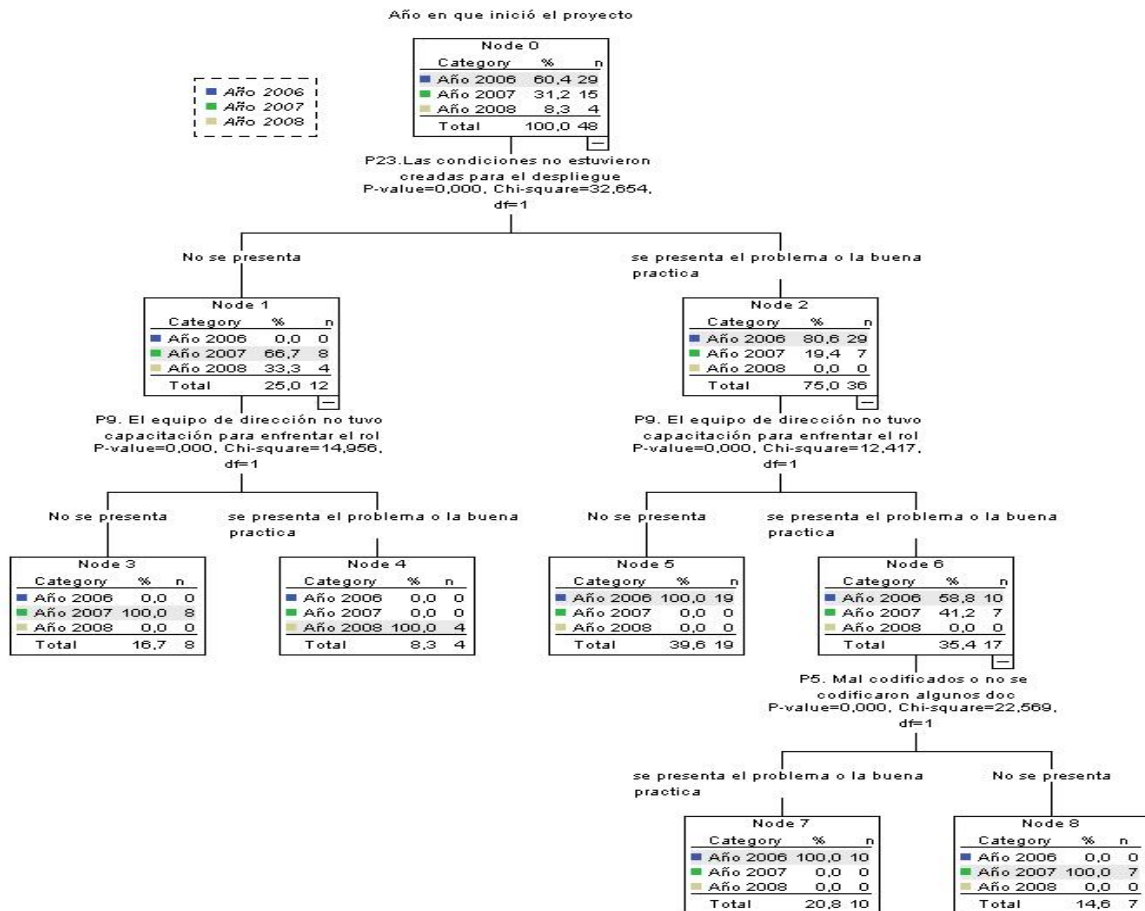 Año en que inició el proyecto
Año 2006
Año 2007
Año 2008
Node 0
Category % n
Año 2006 60,4 29
Año 2007 31,2 15
Año 2008 8,3 4
Total 100,0 48
P23.Las condiciones no estuvieron
creadas para el despliegue
P-value=0,000, Chi-square=32,654,
df=1
No se presenta
se presenta el problema o la buena
practica
Node 1
Category % n
Año 2006 0,0 0
Año 2007 66,7 8
Año 2008 33,3 4
Total 25,0 12
Node 2
Category % n
Año 2006 80,6 29
Año 2007 19,4 7
Año 2008 0,0 0
Total 75,0 36
P9. El equipo de dirección no tuvo
capacitación para enfrentar el rol
P-value=0,000, Chi-square=14,956,
df=1
P9. El equipo de dirección no tuvo
capacitación para enfrentar el rol
P-value=0,000, Chi-square=12,417,
df=1
No se presenta
se presenta el problema o la buena
practica
No se presenta
se presenta el problema o la buena
practica
Node 3
Category % n
Año 2006 0,0 0
Año 2007 100,0 8
Año 2008 0,0 0
Total 16,7 8
Node 4
Category % n
Año 2006 0,0 0
Año 2007 0,0 0
Año 2008 100,0 4
Total 8,3 4
Node 5
Category % n
Año 2006 100,0 19
Año 2007 0,0 0
Año 2008 0,0 0
Total 39,6 19
Node 6
Category % n
Año 2006 58,8 10
Año 2007 41,2 7
Año 2008 0,0 0
Total 35,4 17
P5. Mal codificados o no se
codificaron algunos doc
P-value=0,000, Chi-square=22,569,
df=1
se presenta el problema o la buena
practica
No se presenta
Node 7
Category % n
Año 2006 100,0 10
Año 2007 0,0 0
Año 2008 0,0 0
Total 20,8 10
Node 8
Category % n
Año 2006 0,0 0
Año 2007 100,0 7
Año 2008 0,0 0
Total 14,6 7